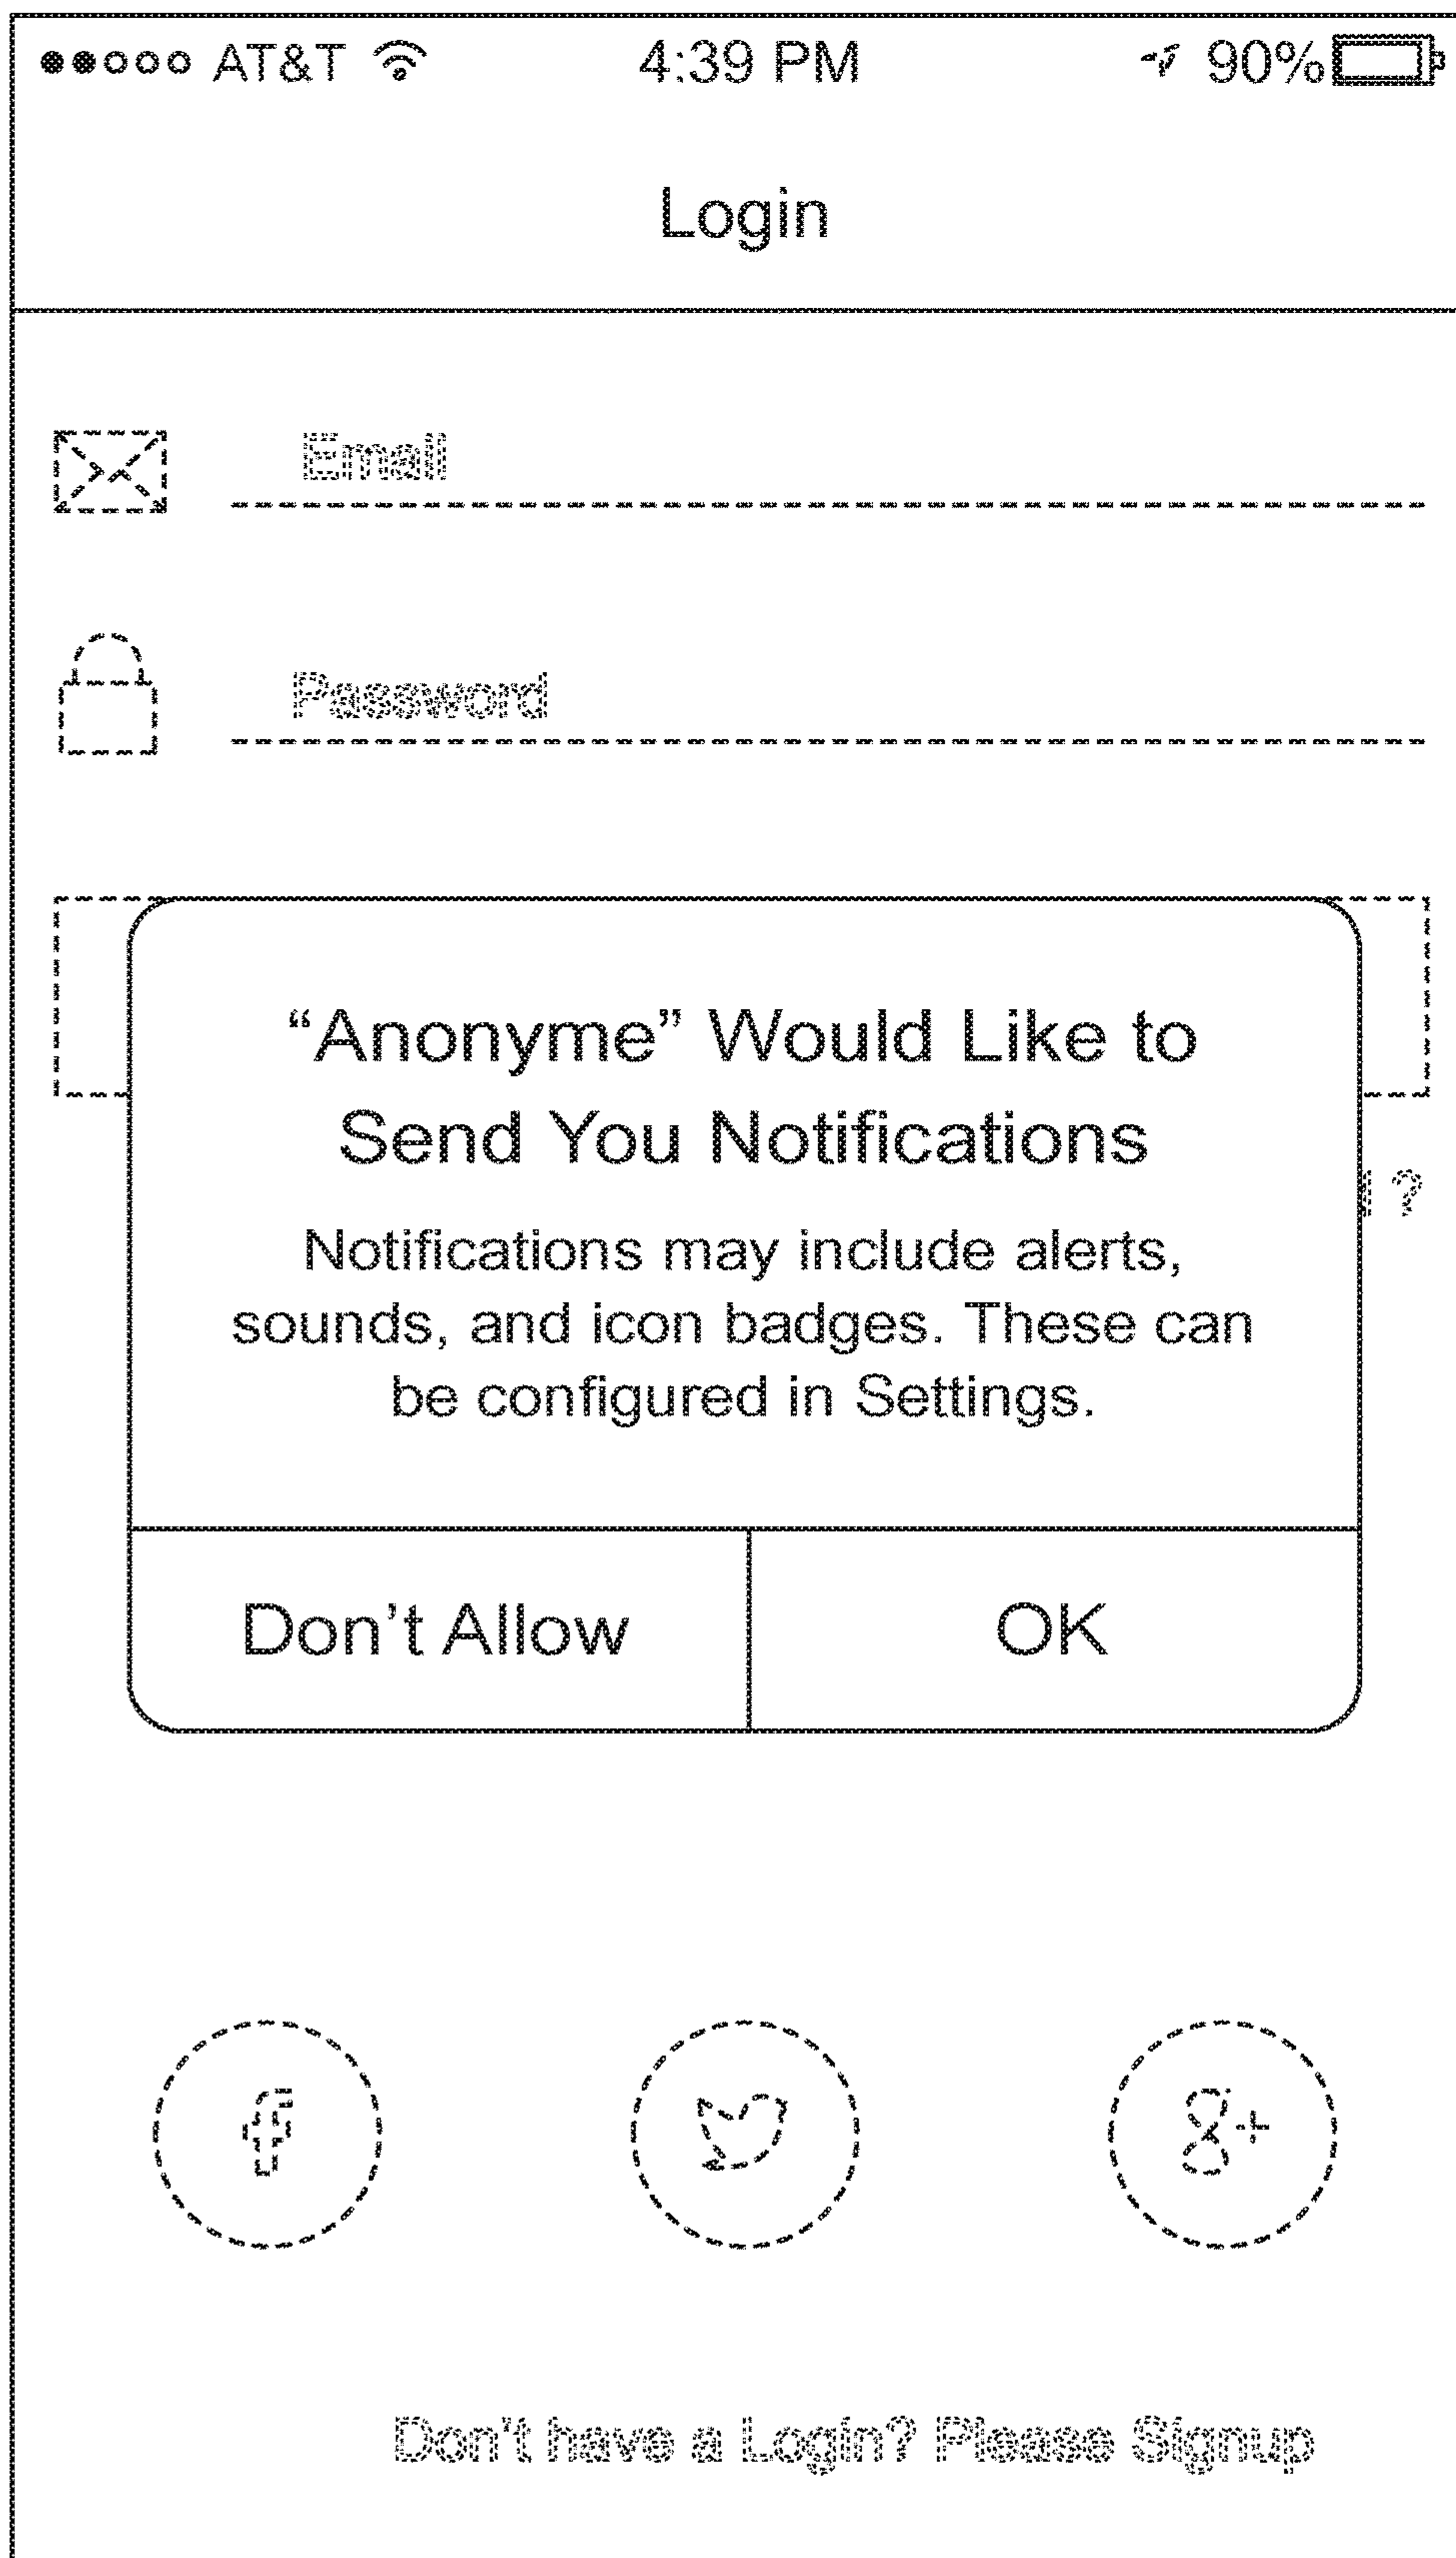 AT&T 4:39 PM 90%
Login
Email
Password
“Anonyme” Would Like to
Send You Notifications
?
Notifications may include alerts,
sounds, and icon badges. These can
be configured in Settings.
Don’t Allow OK
f g+
Don't have a Login? Please Signup